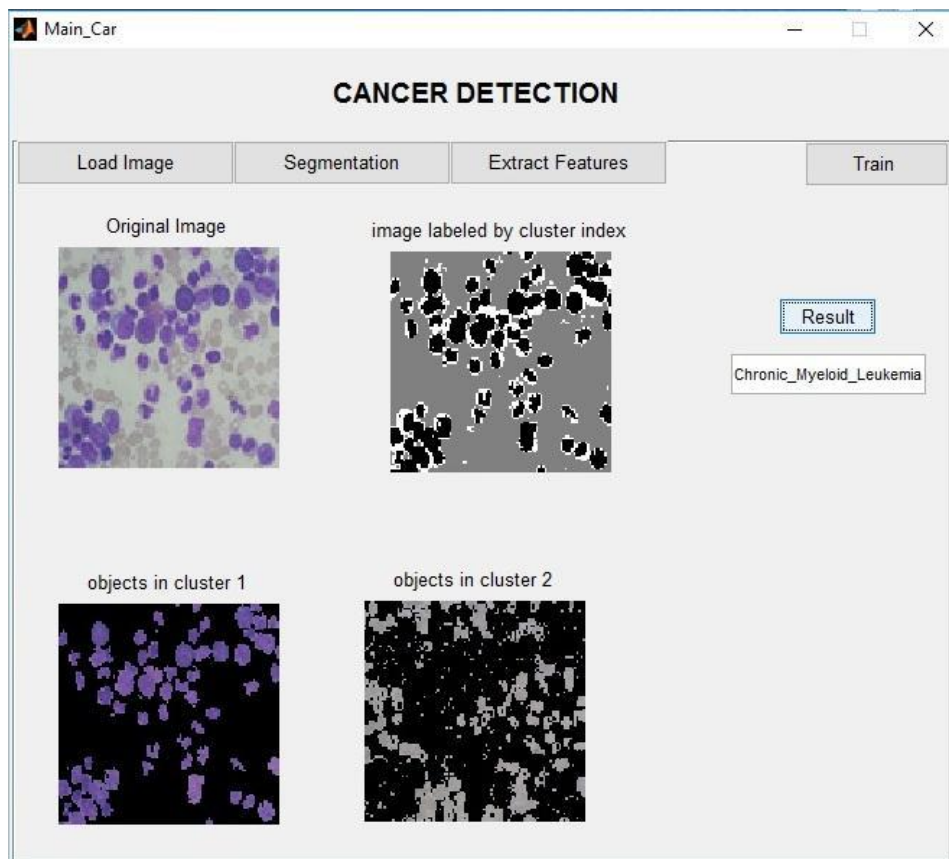 Main_Car
CANCER DETECTION
Load Image
Segmentation
Extract Features
Train
Original Image
image labeled by cluster index
Result
Chronic_Myeloid_Leukemia
objects in cluster 1
objects in cluster 2